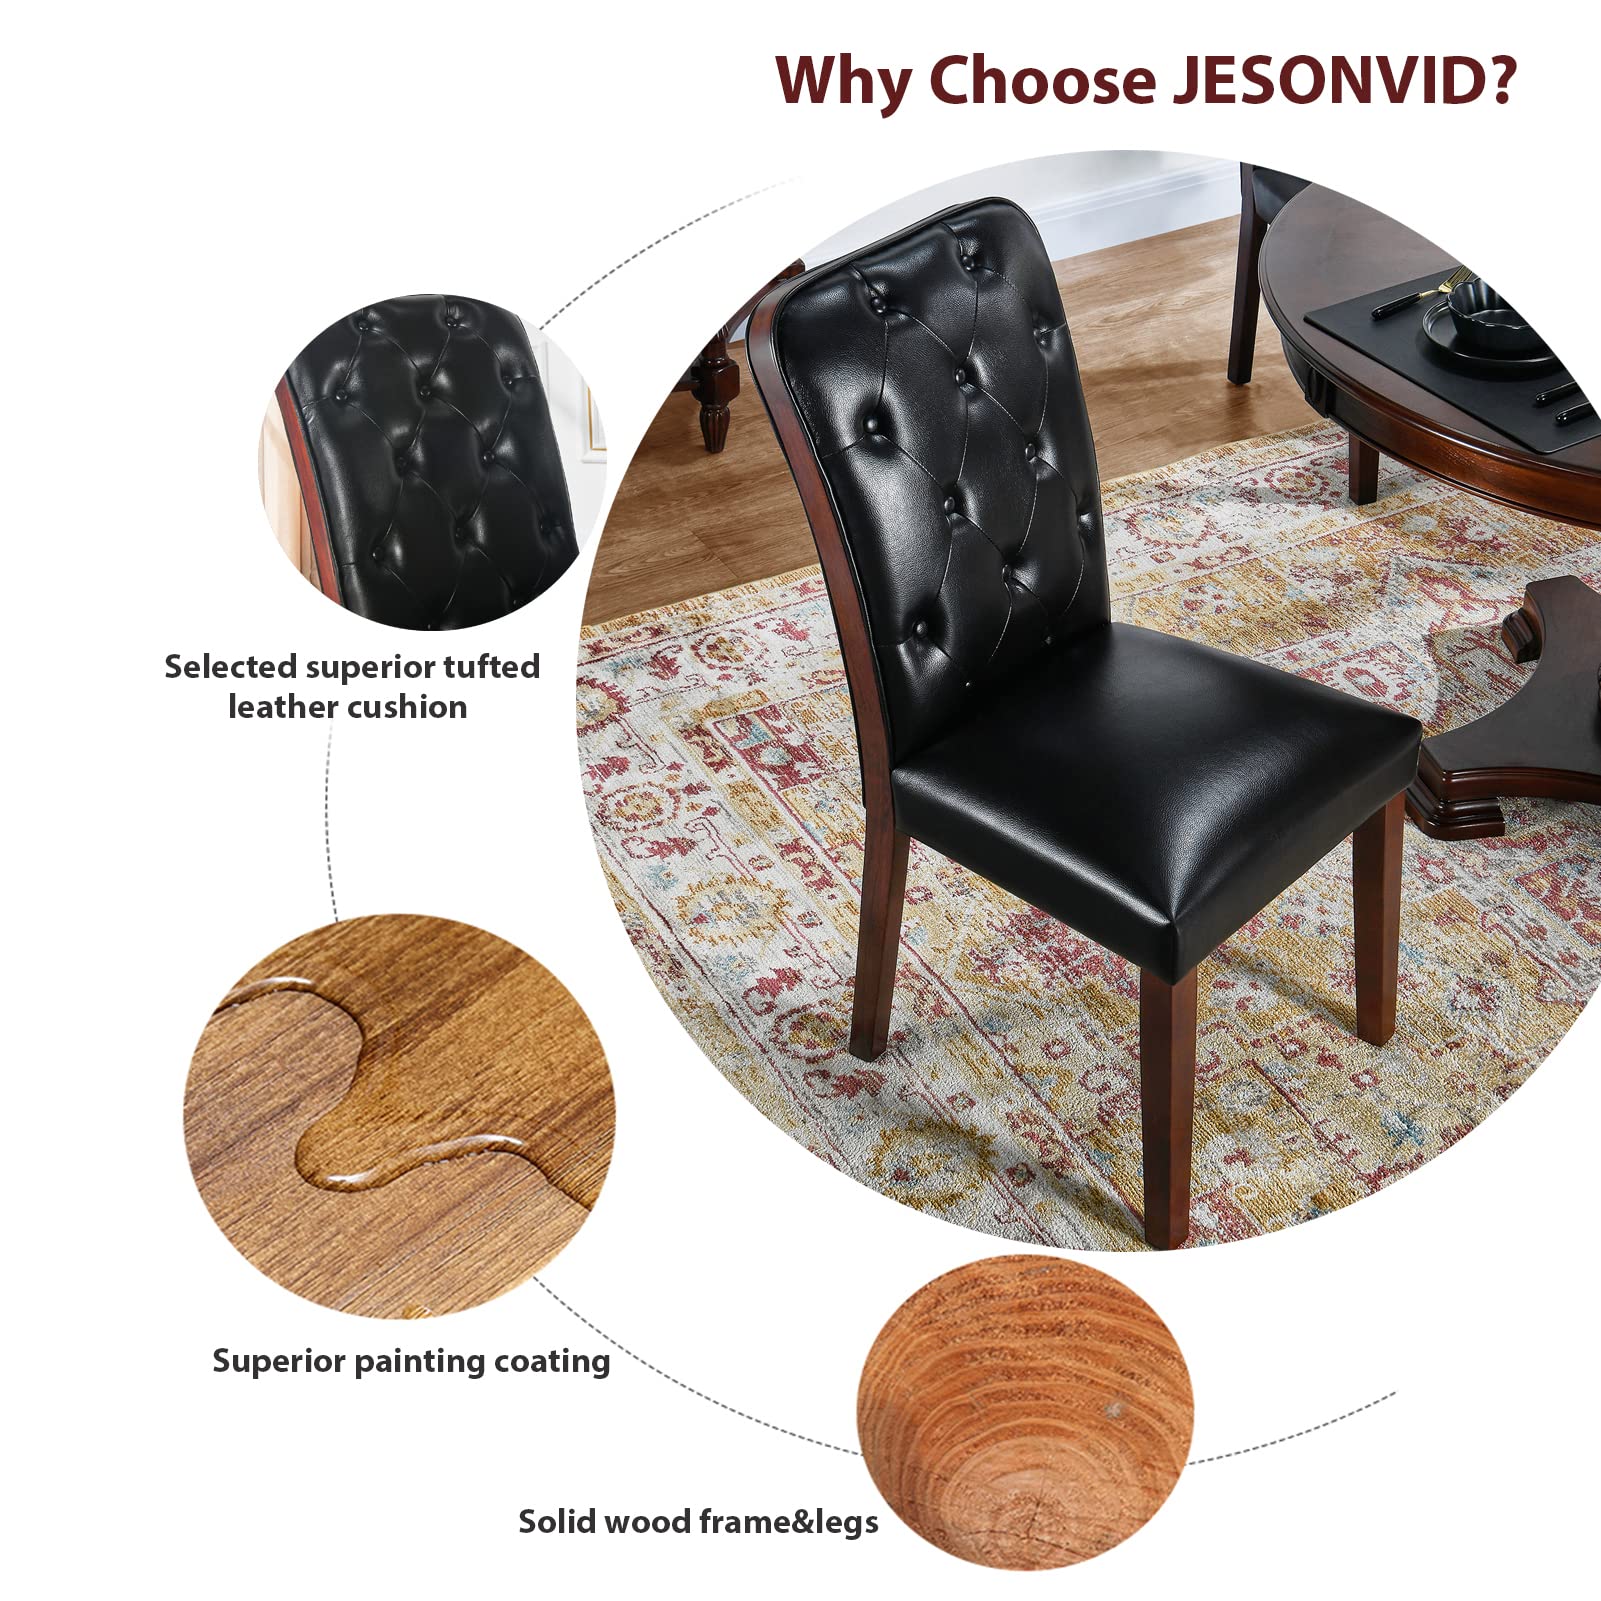 Why Choose JESONVID?
Selected superior tufted
leather cushion
Superior painting coating
Solid wood frame&legs